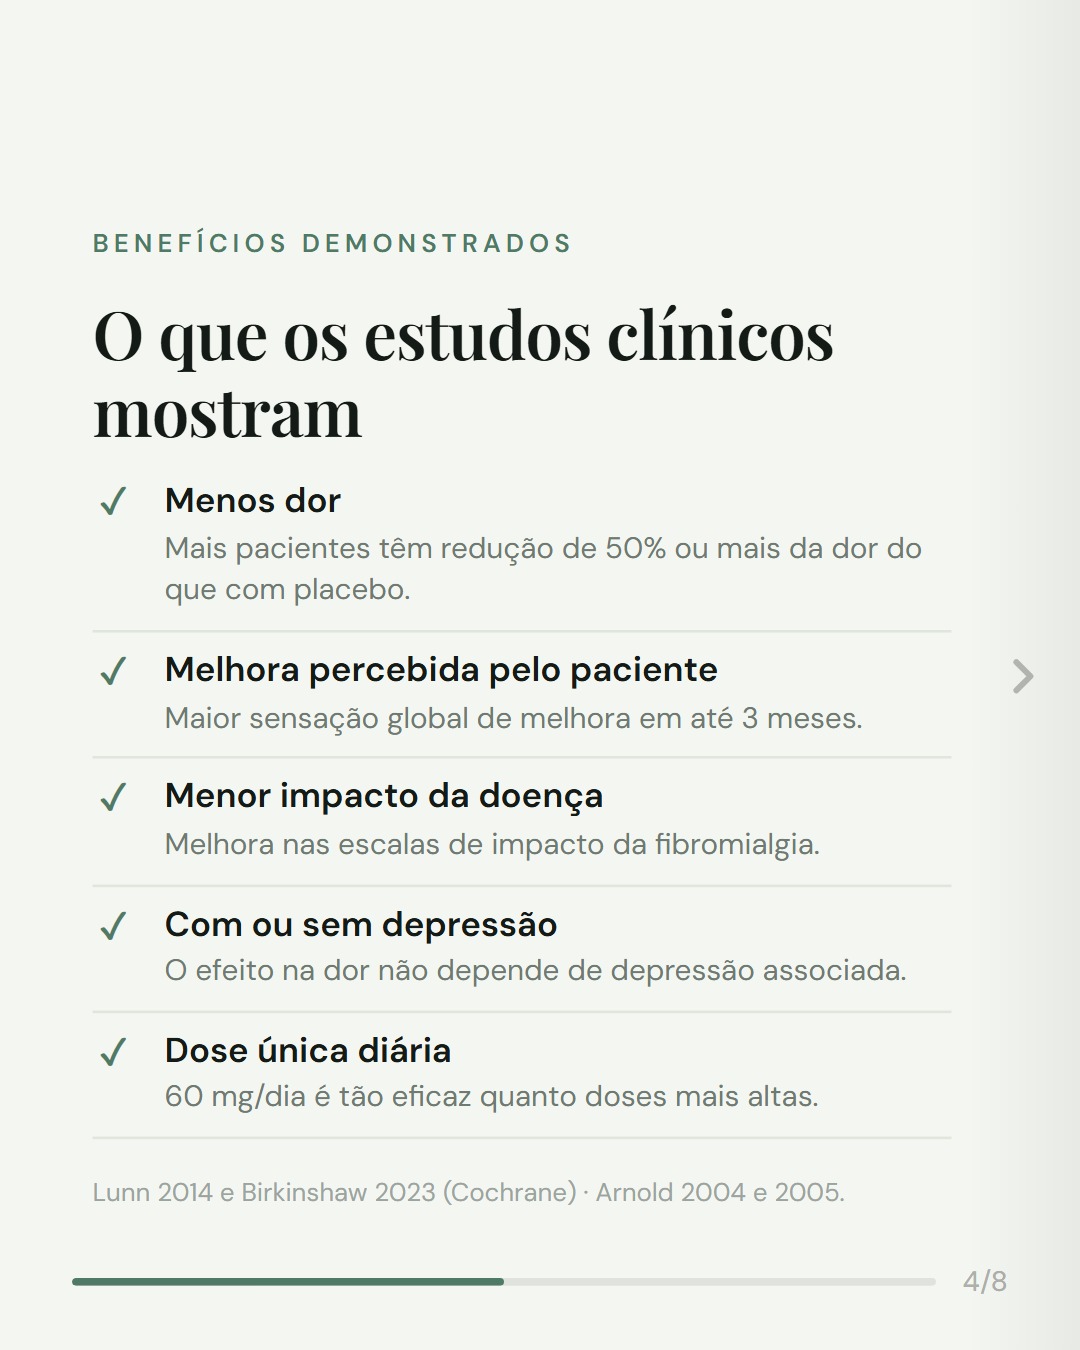 BENEFÍCIOS DEMONSTRADOS
O que os estudos clínicos
mostram
✓ Menos dor
Mais pacientes têm redução de 50% ou mais da dor do
que com placebo.
✓ Melhora percebida pelo paciente
Maior sensação global de melhora em até 3 meses.
✓ Menor impacto da doença
Melhora nas escalas de impacto da fibromialgia.
✓ Com ou sem depressão
O efeito na dor não depende de depressão associada.
✓ Dose única diária
60 mg/dia é tão eficaz quanto doses mais altas.
Lunn 2014 e Birkinshaw 2023 (Cochrane) · Arnold 2004 e 2005.
4/8